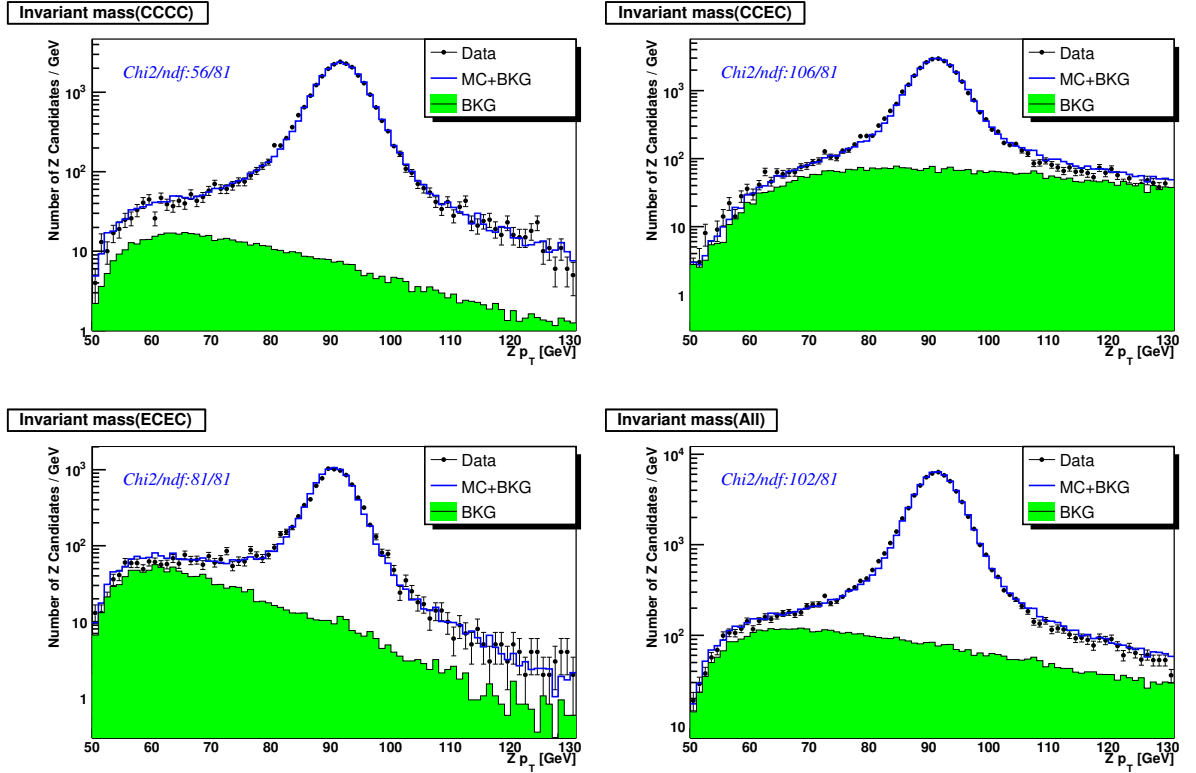 Invariant mass(CCCC)
Number of Z Candidates / GeV
Chi2/ndf:56/81
Data
MC+BKG
BKG
10³
10²
10
1
50 60 70 80 90 100 110 120 130
Z p_T [GeV]
Invariant mass(CCEC)
Number of Z Candidates / GeV
Chi2/ndf:106/81
Data
MC+BKG
BKG
10³
10²
10
1
50 60 70 80 90 100 110 120 130
Z p_T [GeV]
Invariant mass(ECEC)
Number of Z Candidates / GeV
Chi2/ndf:81/81
Data
MC+BKG
BKG
10³
10²
10
1
50 60 70 80 90 100 110 120 130
Z p_T [GeV]
Invariant mass(All)
Number of Z Candidates / GeV
Chi2/ndf:102/81
Data
MC+BKG
BKG
10⁴
10³
10²
10
50 60 70 80 90 100 110 120 130
Z p_T [GeV]